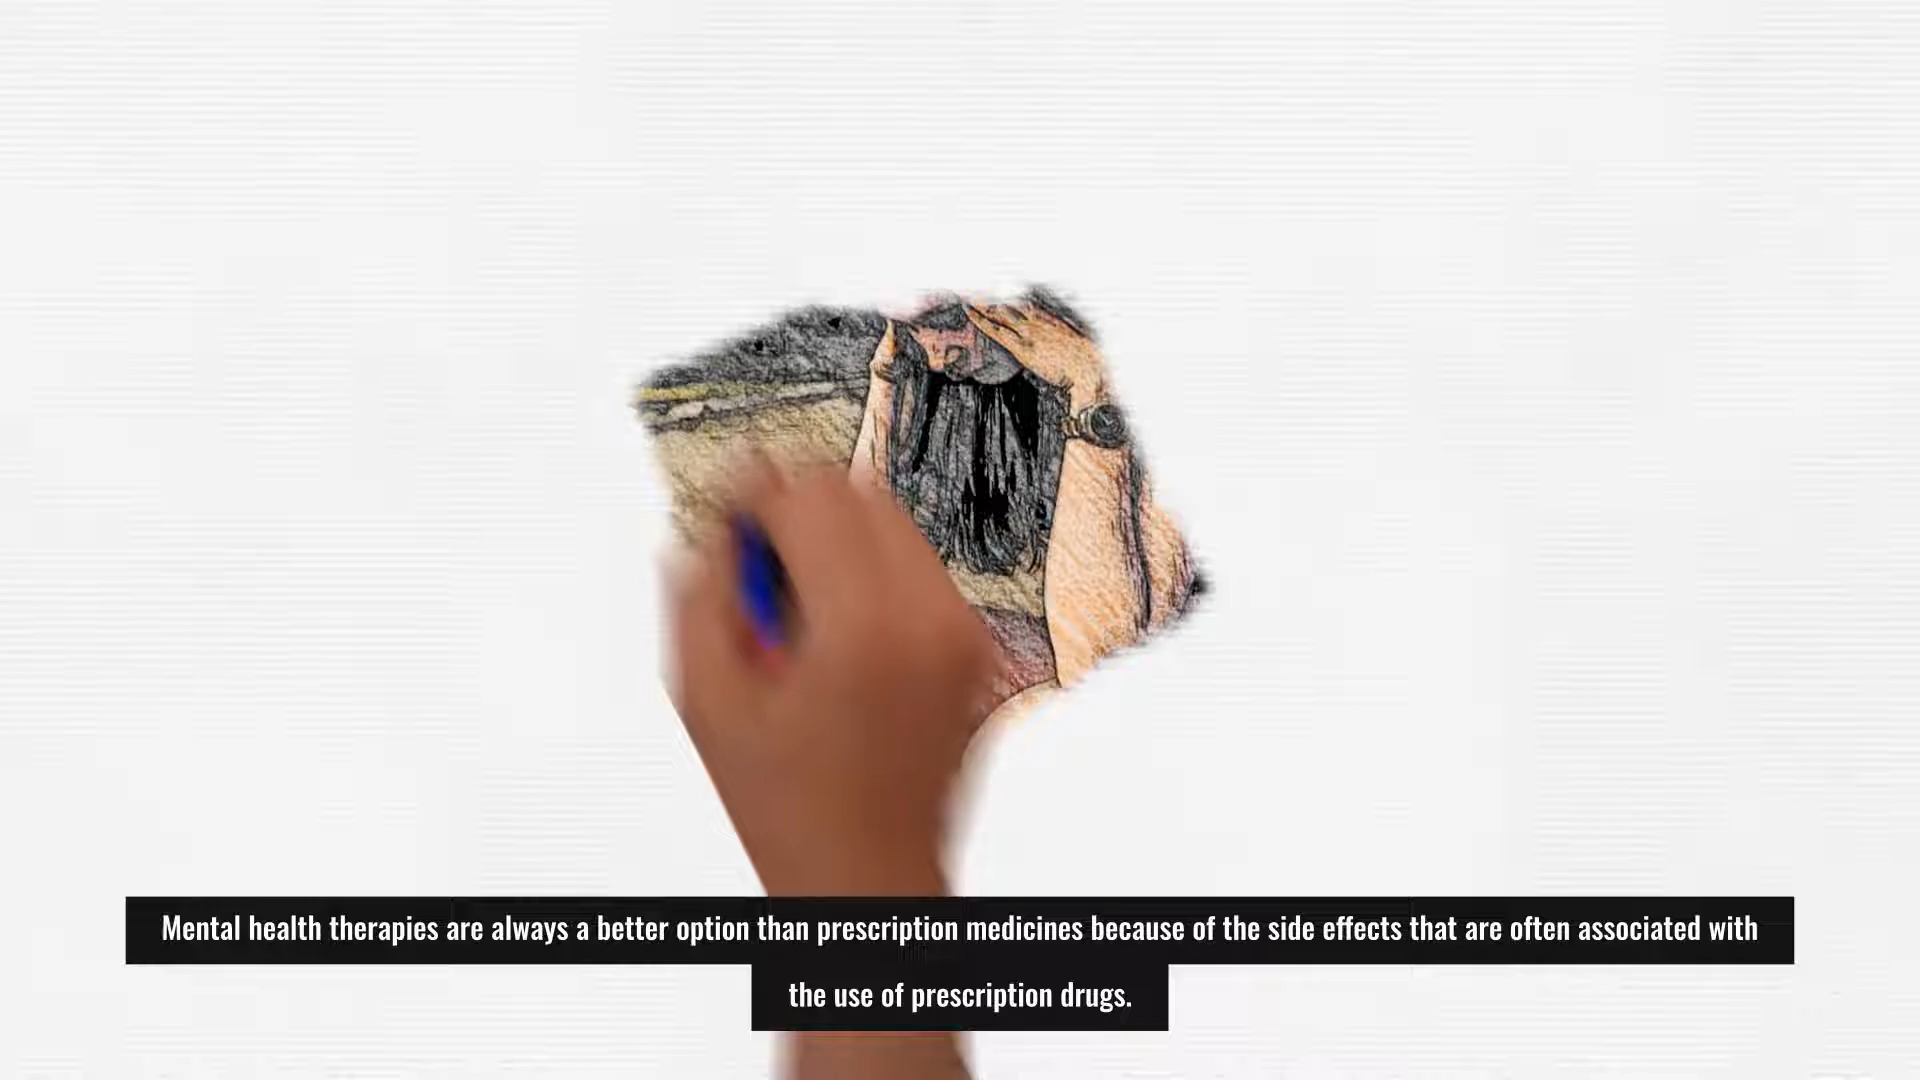 Mental health therapies are always a better option than prescription medicines because of the side effects that are often associated with
the use of prescription drugs.